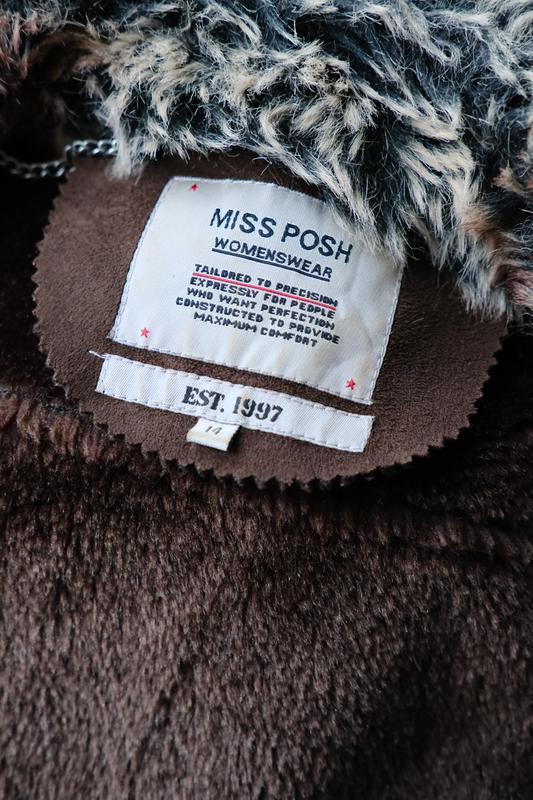 MISS POSH
WOMENSWEAR
TAILORED TO PRECISION
EXPRESSLY FOR PEOPLE
WHO WANT PERFECTION
CONSTRUCTED TO PROVIDE
MAXIMUM COMFORT
EST. 1997
14